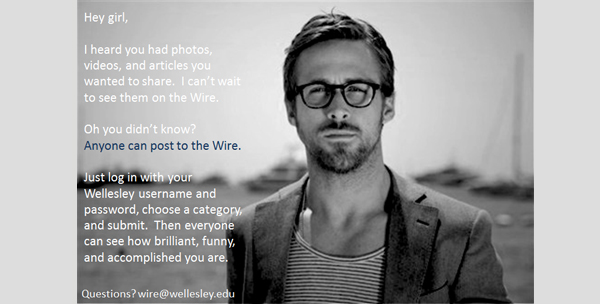 Hey girl,
I heard you had photos,
videos, and articles you
wanted to share.  I can't wait
to see them on the Wire.
Oh you didn't know?
Anyone can post to the Wire.
Just log in with your
Wellesley username and
password, choose a category,
and submit.  Then everyone
can see how brilliant, funny,
and accomplished you are.
Questions? wire@wellesley.edu